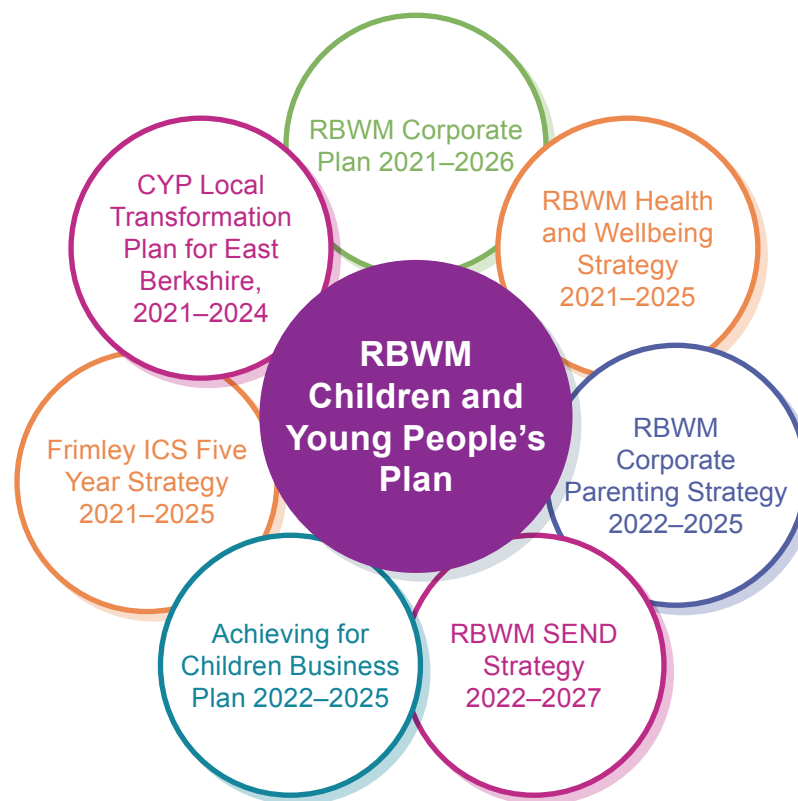 RBWM Corporate
Plan 2021–2026
RBWM Health
and Wellbeing
Strategy
2021–2025
RBWM
Corporate
Parenting Strategy
2022–2025
RBWM SEND
Strategy
2022–2027
Achieving for
Children Business
Plan 2022–2025
Frimley ICS Five
Year Strategy
2021–2025
CYP Local
Transformation
Plan for East
Berkshire,
2021–2024
RBWM
Children and
Young People’s
Plan